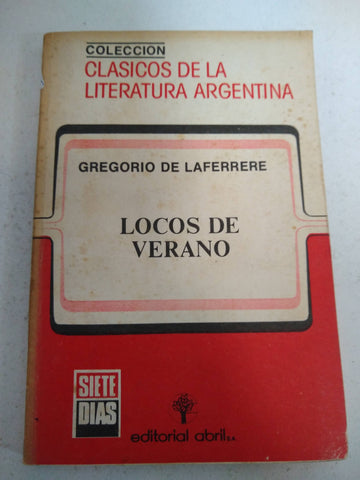 COLECCION
CLASICOS DE LA
LITERATURA ARGENTINA
GREGORIO DE LAFERRERE
LOCOS DE
VERANO
SIETE
DIAS
editorial abril S.A.